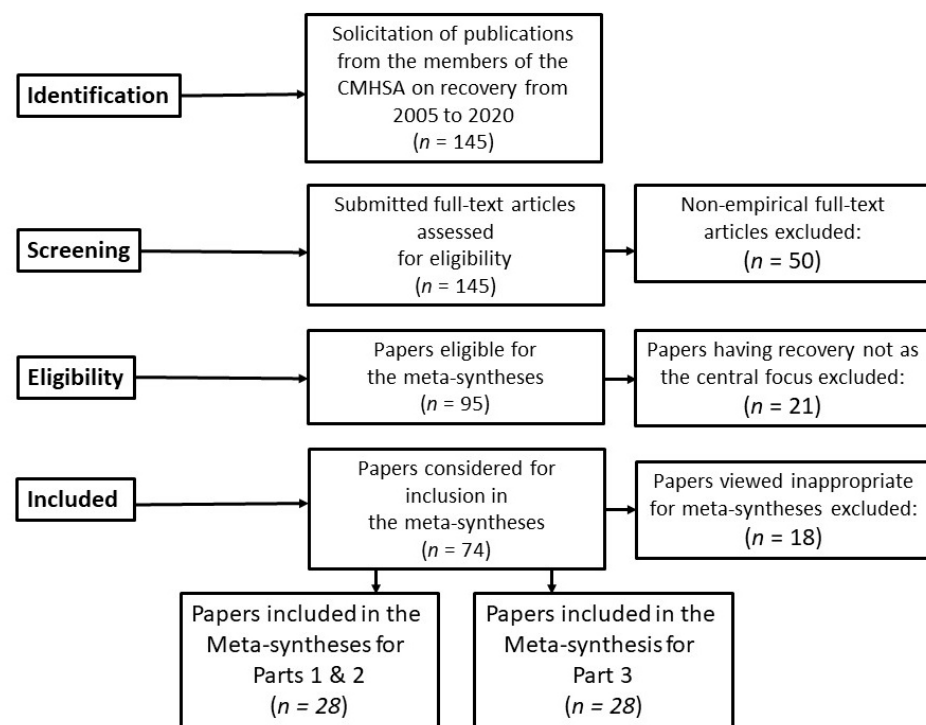 Identification
Solicitation of publications
from the members of the
CMHSA on recovery from
2005 to 2020
(n = 145)
Screening
Submitted full-text articles
assessed
for eligibility
(n = 145)
Non-empirical full-text
articles excluded:
(n = 50)
Eligibility
Papers eligible for
the meta-syntheses
(n = 95)
Papers having recovery not as
the central focus excluded:
(n = 21)
Included
Papers considered for
inclusion in
the meta-syntheses
(n = 74)
Papers viewed inappropriate
for meta-syntheses excluded:
(n = 18)
Papers included in the
Meta-syntheses for
Parts 1 & 2
(n = 28)
Papers included in the
Meta-synthesis for
Part 3
(n = 28)